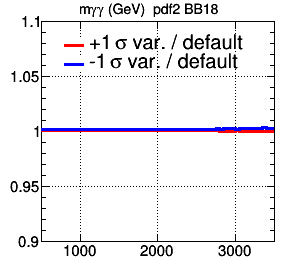 mγγ (GeV) pdf2 BB18
1.1
+1 σ var. / default
-1 σ var. / default
1.05
1
0.95
0.9
1000 2000 3000